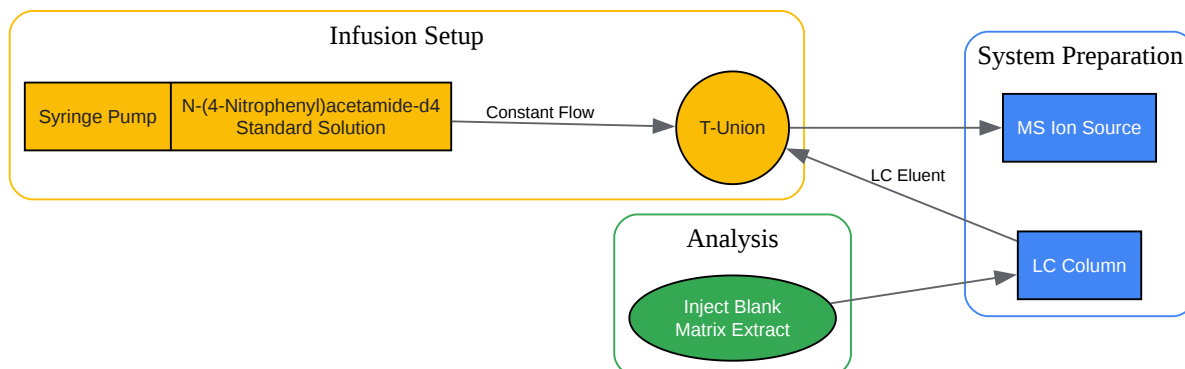 Infusion Setup
Syringe Pump
N-(4-Nitrophenyl)acetamide-d4
Standard Solution
Constant Flow
T-Union
System Preparation
MS Ion Source
LC Eluent
LC Column
Analysis
Inject Blank
Matrix Extract